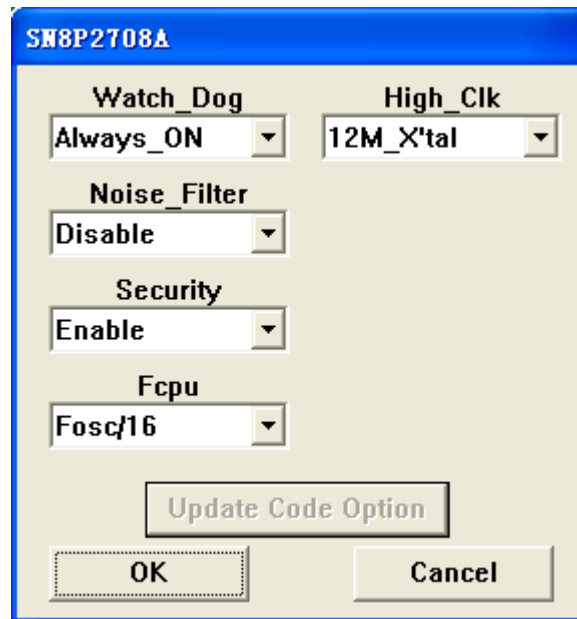 SN8P2708A
Watch_Dog High_Clk
Always_ON 12M_X'tal
Noise_Filter
Disable
Security
Enable
Fcpu
Fosc/16
Update Code Option
OK Cancel